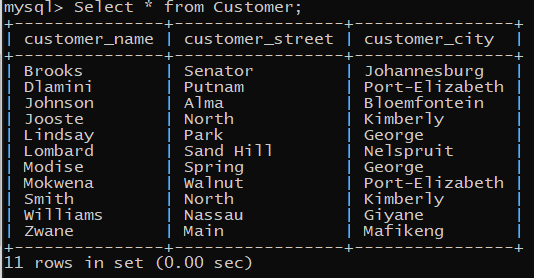 mysql> Select * from Customer;
+---------------+-----------------+----------------+
| customer_name | customer_street | customer_city  |
+---------------+-----------------+----------------+
| Brooks        | Senator         | Johannesburg   |
| Dlamini       | Putnam          | Port-Elizabeth |
| Johnson       | Alma            | Bloemfontein   |
| Jooste        | North           | Kimberly       |
| Lindsay       | Park            | George         |
| Lombard       | Sand Hill       | Nelspruit      |
| Modise        | Spring          | George         |
| Mokwena       | Walnut          | Port-Elizabeth |
| Smith         | North           | Kimberly       |
| Williams      | Nassau          | Giyane         |
| Zwane         | Main            | Mafikeng       |
+---------------+-----------------+----------------+
11 rows in set (0.00 sec)